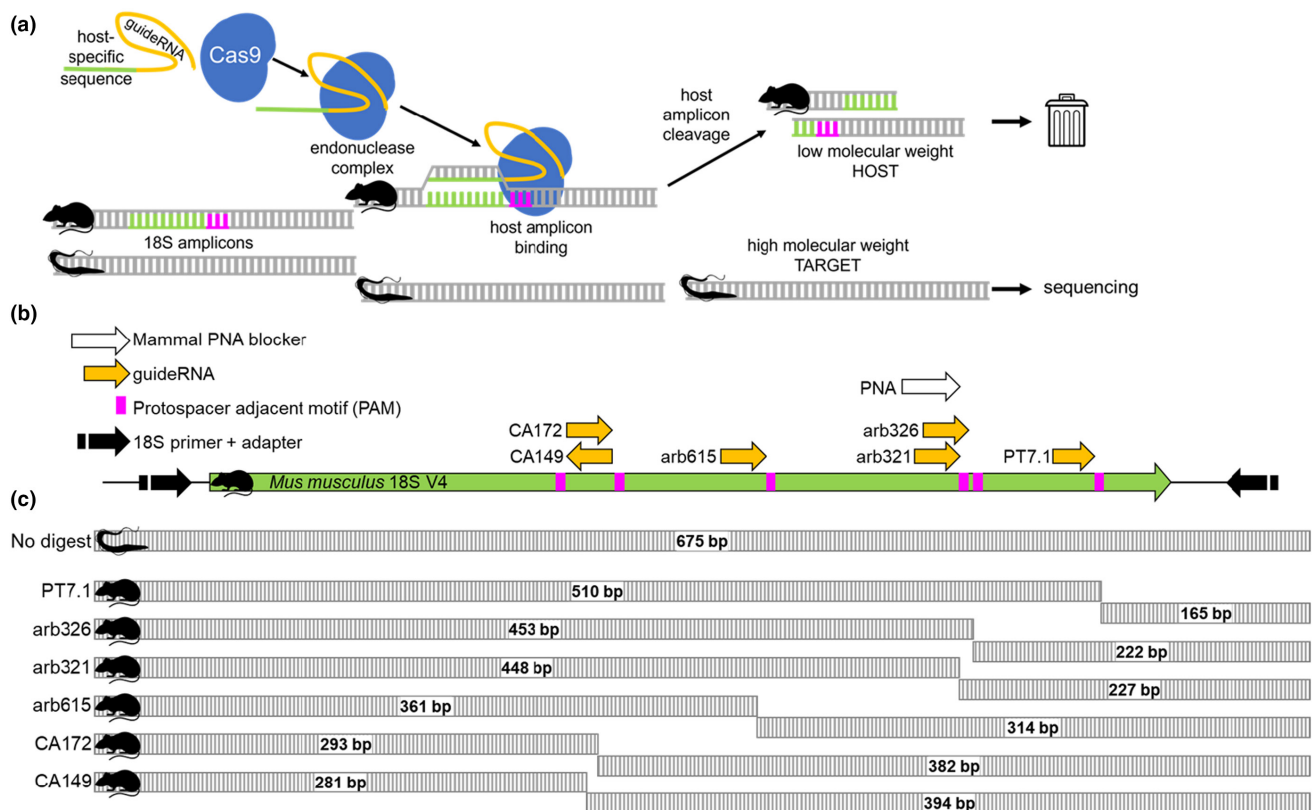 (a)
host-
specific
sequence
guideRNA
Cas9
endonuclease
complex
18S amplicons
host amplicon
binding
host
amplicon
cleavage
low molecular weight
HOST
high molecular weight
TARGET
sequencing
(b)
Mammal PNA blocker
guideRNA
Protospacer adjacent motif (PAM)
18S primer + adapter
PNA
CA172
arb326
CA149
arb615
arb321
PT7.1
Mus musculus 18S V4
(c)
No digest
675 bp
PT7.1
510 bp
165 bp
arb326
453 bp
222 bp
arb321
448 bp
227 bp
arb615
361 bp
314 bp
CA172
293 bp
382 bp
CA149
281 bp
394 bp